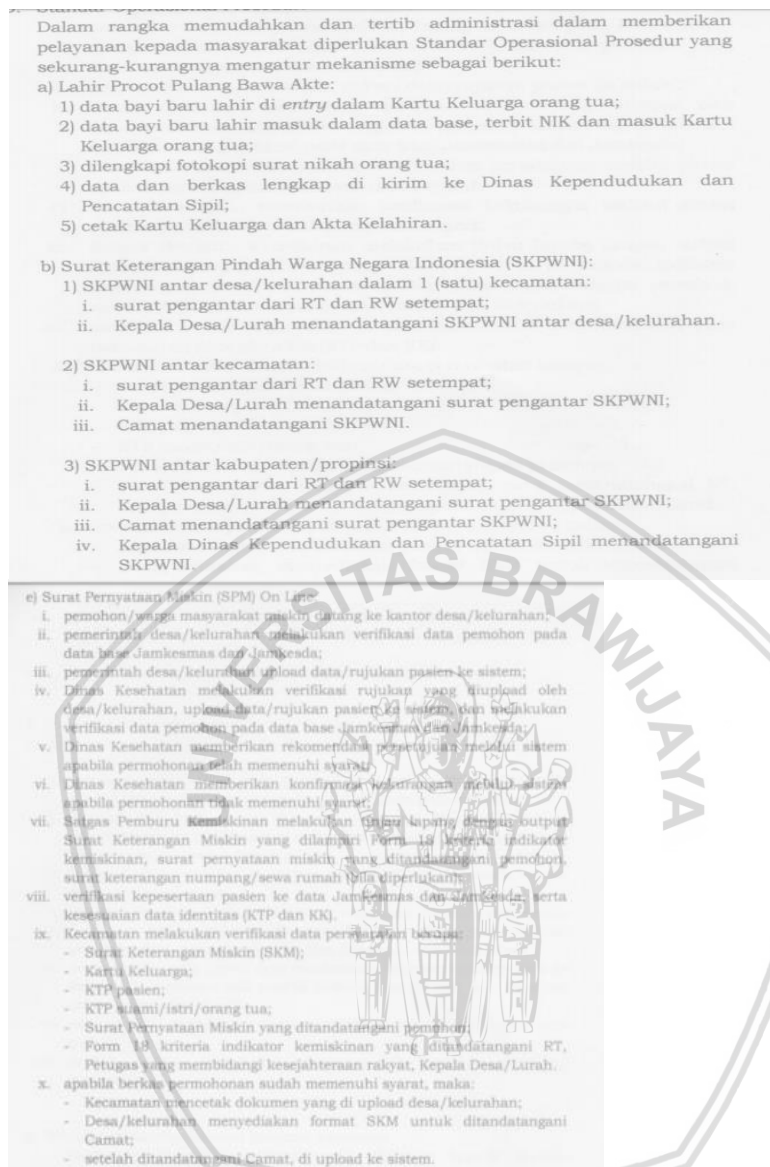 Standar Operasional Prosedur
Dalam rangka memudahkan dan tertib administrasi dalam memberikan
pelayanan kepada masyarakat diperlukan Standar Operasional Prosedur yang
sekurang-kurangnya mengatur mekanisme sebagai berikut:
a) Lahir Procot Pulang Bawa Akte:
1) data bayi baru lahir di entry dalam Kartu Keluarga orang tua;
2) data bayi baru lahir masuk dalam data base, terbit NIK dan masuk Kartu
Keluarga orang tua;
3) dilengkapi fotokopi surat nikah orang tua;
4) data dan berkas lengkap di kirim ke Dinas Kependudukan dan
Pencatatan Sipil;
5) cetak Kartu Keluarga dan Akta Kelahiran.
b) Surat Keterangan Pindah Warga Negara Indonesia (SKPWNI):
1) SKPWNI antar desa/kelurahan dalam 1 (satu) kecamatan:
i. surat pengantar dari RT dan RW setempat;
ii. Kepala Desa/Lurah menandatangani SKPWNI antar desa/kelurahan.
2) SKPWNI antar kecamatan:
i. surat pengantar dari RT dan RW setempat;
ii. Kepala Desa/Lurah menandatangani surat pengantar SKPWNI;
iii. Camat menandatangani SKPWNI.
3) SKPWNI antar kabupaten/propinsi:
i. surat pengantar dari RT dan RW setempat;
ii. Kepala Desa/Lurah menandatangani surat pengantar SKPWNI;
iii. Camat menandatangani surat pengantar SKPWNI;
iv. Kepala Dinas Kependudukan dan Pencatatan Sipil menandatangani
SKPWNI.
e) Surat Pernyataan Miskin (SPM) On Line
i. pemohon/warga masyarakat miskin datang ke kantor desa/kelurahan;
ii. pemerintah desa/kelurahan melakukan verifikasi data pemohon pada
data base Jamkesmas dan Jamkesda;
iii. pemerintah desa/kelurahan upload data/rujukan pasien ke sistem;
iv. Dinas Kesehatan melakukan verifikasi rujukan yang diupload oleh
desa/kelurahan, upload data/rujukan pasien ke sistem, dan melakukan
verifikasi data pemohon pada data base Jamkesmas dan Jamkesda;
v. Dinas Kesehatan memberikan rekomendasi persetujuan melalui sistem
apabila permohonan telah memenuhi syarat;
vi. Dinas Kesehatan memberikan konfirmasi kekurangan melalui sistem
apabila permohonan tidak memenuhi syarat;
vii. Satgas Pemburu Kemiskinan melakukan tinjau lapang dengan output
Surat Keterangan Miskin yang dilampiri Form 18 kriteria indikator
kemiskinan, surat pernyataan miskin yang ditandatangani pemohon,
surat keterangan numpang/sewa rumah (bila diperlukan);
viii. verifikasi kepesertaan pasien ke data Jamkesmas dan Jamkesda, serta
kesesuaian data identitas (KTP dan KK).
ix. Kecamatan melakukan verifikasi data persyaratan berupa:
- Surat Keterangan Miskin (SKM);
- Kartu Keluarga;
- KTP pasien;
- KTP suami/istri/orang tua;
- Surat Pernyataan Miskin yang ditandatangani pemohon;
- Form 18 kriteria indikator kemiskinan yang ditandatangani RT,
Petugas yang membidangi kesejahteraan rakyat, Kepala Desa/Lurah.
x. apabila berkas permohonan sudah memenuhi syarat, maka:
- Kecamatan mencetak dokumen yang di upload desa/kelurahan;
- Desa/kelurahan menyediakan format SKM untuk ditandatangani
Camat;
- setelah ditandatangani Camat, di upload ke sistem.
UNIVERSITAS BRAWIJAYA